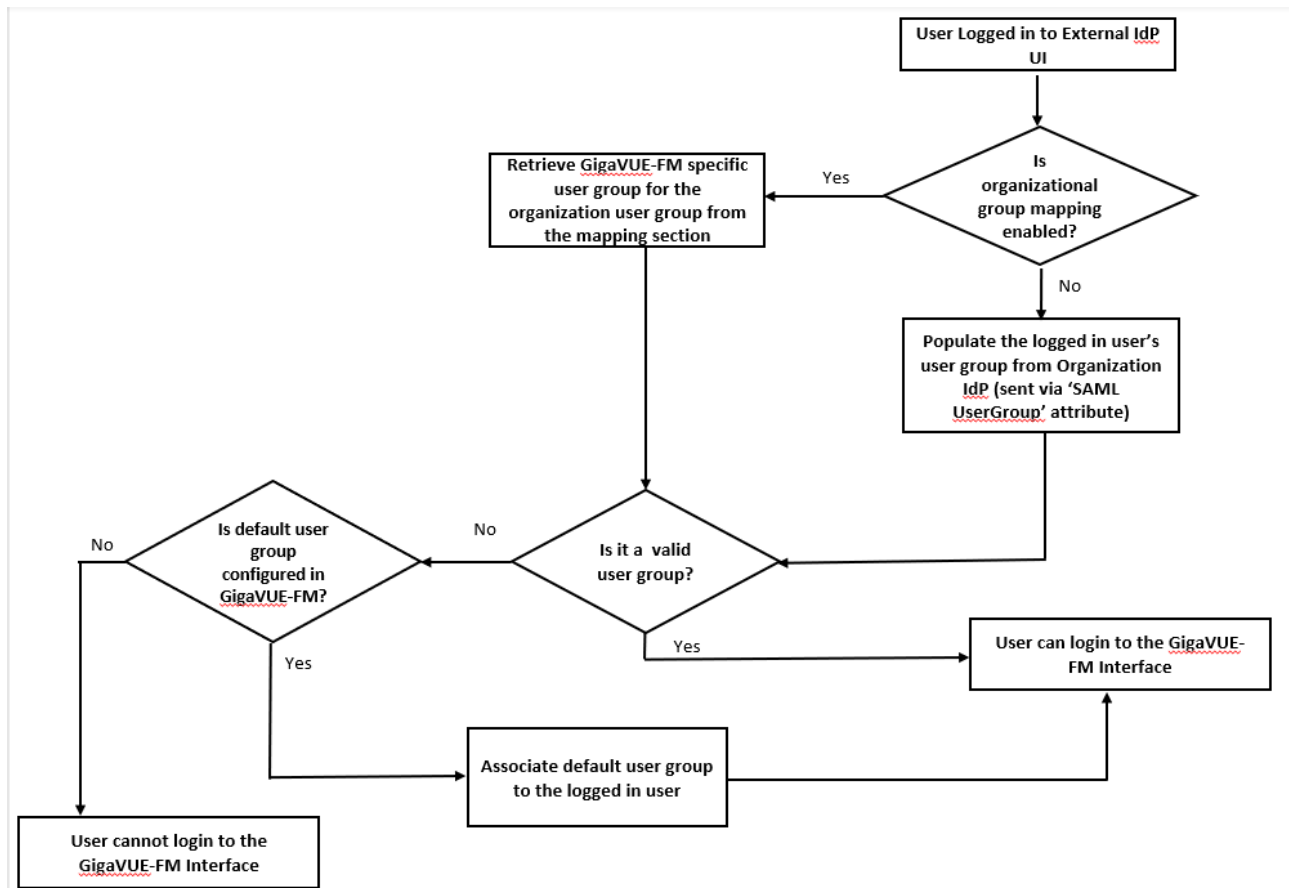 User Logged in to External IdP
UI
Is
organizational
group mapping
enabled?
Yes
Retrieve GigaVUE-FM specific
user group for the
organization user group from
the mapping section
No
Populate the logged in user's
user group from Organization
IdP (sent via 'SAML
UserGroup' attribute)
Is it a valid
user group?
No
Is default user
group
configured in
GigaVUE-FM?
No
Yes
Yes
User can login to the GigaVUE-
FM Interface
Associate default user group
to the logged in user
User cannot login to the
GigaVUE-FM Interface